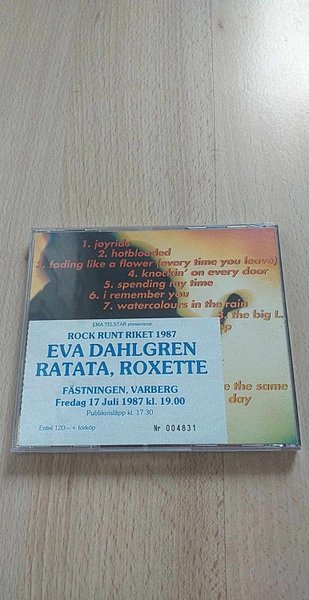 1. joyride
2. hotblooded
3. fading like a flower (every time you leave)
4. knockin' on every door
5. spending my time
6. i remember you
7. watercolours in the rain
8. the big L.
EMA TELSTAR presenterar
ROCK RUNT RIKET 1987
EVA DAHLGREN
RATATA, ROXETTE
FÄSTNINGEN, VARBERG
Fredag 17 Juli 1987 kl. 19.00
Publikinsläpp kl. 17.30
Entré 120:- + förköp
Nr 004831
the same
day